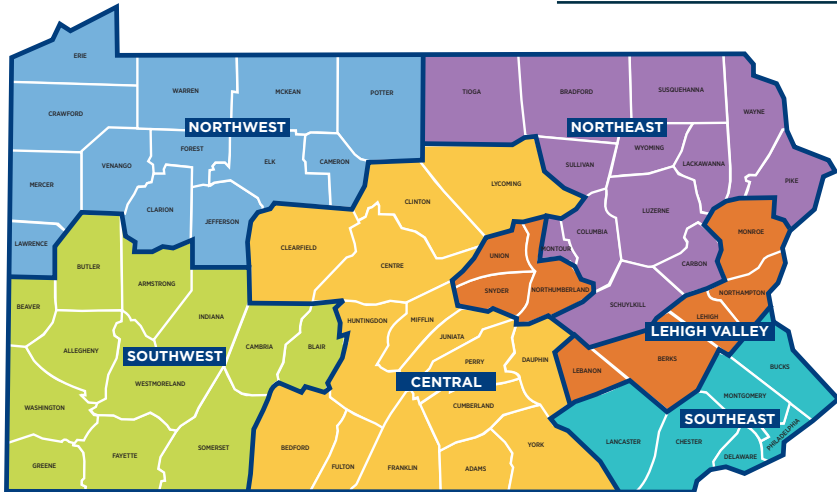 ERIE
WARREN
MCKEAN
POTTER
TIOGA
BRADFORD
SUSQUEHANNA
WAYNE
CRAWFORD
NORTHWEST
NORTHEAST
FOREST
WYOMING
VENANGO
ELK
CAMERON
SULLIVAN
LACKAWANNA
MERCER
LYCOMING
PIKE
CLINTON
CLARION
JEFFERSON
LUZERNE
LAWRENCE
CLEARFIELD
COLUMBIA
MONROE
BUTLER
CENTRE
UNION
MONTOUR
CARBON
ARMSTRONG
SNYDER
NORTHUMBERLAND
NORTHAMPTON
BEAVER
INDIANA
HUNTINGDON
MIFFLIN
SCHUYLKILL
LEHIGH
JUNIATA
LEHIGH VALLEY
ALLEGHENY
SOUTHWEST
CAMBRIA
BLAIR
PERRY
DAUPHIN
BERKS
BUCKS
LEBANON
WESTMORELAND
CENTRAL
MONTGOMERY
WASHINGTON
CUMBERLAND
SOUTHEAST
PHILADELPHIA
SOMERSET
BEDFORD
YORK
LANCASTER
CHESTER
FAYETTE
DELAWARE
GREENE
FULTON
FRANKLIN
ADAMS